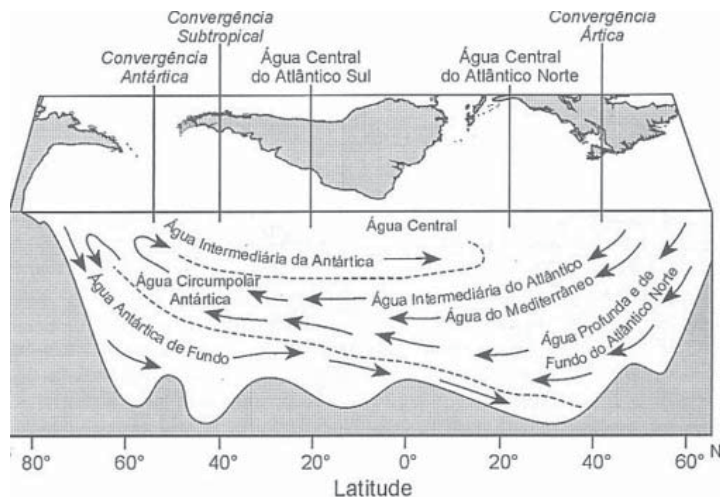 Convergência
Subtropical
Convergência
Ártica
Convergência
Antártica
Água Central
do Atlântico Sul
Água Central
do Atlântico Norte
Água Central
Água Intermediária da Antártica
Água Circumpolar
Antártica
Água Intermediária do Atlântico
Água do Mediterrâneo
Água Antártica de Fundo
Água Profunda e de
Fundo do Atlântico Norte
80° 60° 40° 20° 0° 20° 40° 60° N
Latitude